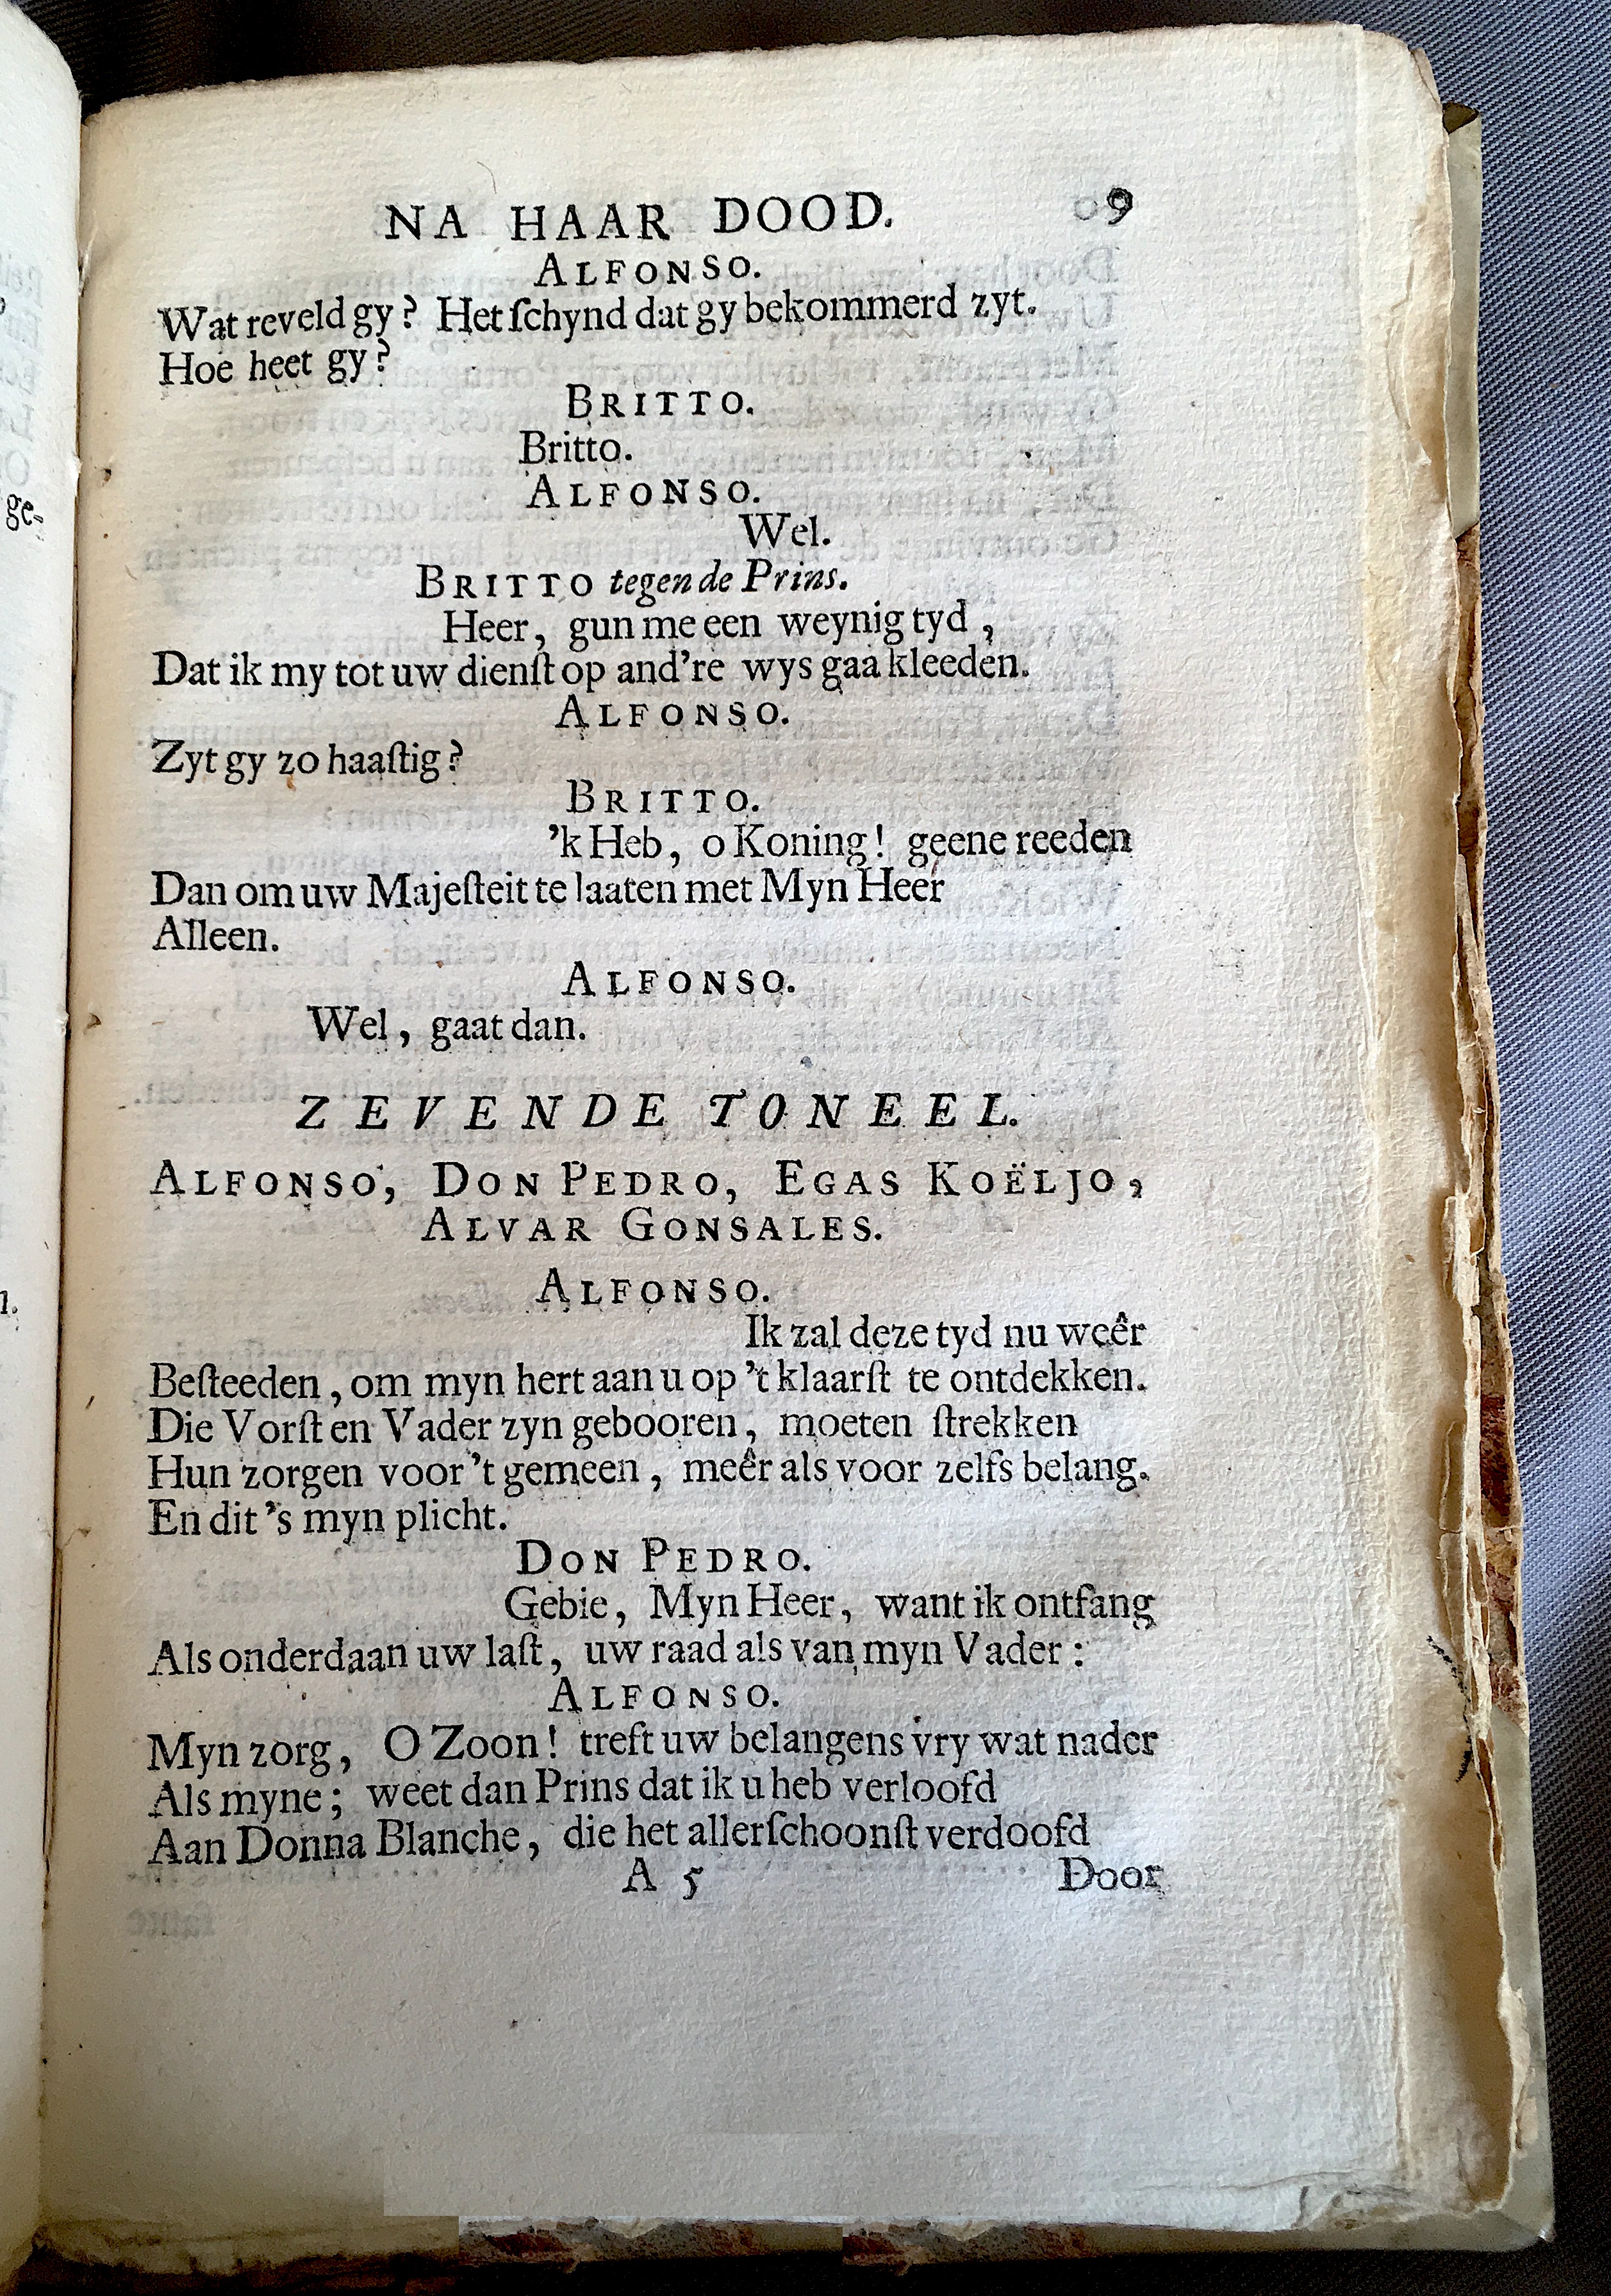 NA HAAR DOOD. 9
ALFONSO.
Wat reveld gy? Het ſchynd dat gy bekommerd zyt.
Hoe heet gy?
BRITTO.
Britto.
ALFONSO.
Wel.
BRITTO tegen de Prins.
Heer, gun me een weynig tyd,
Dat ik my tot uw dienſt op and're wys gaa kleeden.
ALFONSO.
Zyt gy zo haaſtig?
BRITTO.
'k Heb, o Koning! geene reeden
Dan om uw Majeſteit te laaten met Myn Heer
Alleen.
ALFONSO.
Wel, gaat dan.
ZEVENDE TONEEL.
ALFONSO, DON PEDRO, EGAS KOËLJO,
ALVAR GONSALES.
ALFONSO.
Ik zal deze tyd nu weêr
Beſteeden, om myn hert aan u op 't klaarſt te ontdekken.
Die Vorſt en Vader zyn gebooren, moeten ſtrekken
Hun zorgen voor 't gemeen, meêr als voor zelfs belang.
En dit 's myn plicht.
DON PEDRO.
Gebie, Myn Heer, want ik ontfang
Als onderdaan uw laſt, uw raad als van myn Vader:
ALFONSO.
Myn zorg, O Zoon! treft uw belangens vry wat nader
Als myne; weet dan Prins dat ik u heb verloofd
Aan Donna Blanche, die het allerſchoonſt verdoofd
A 5 Door